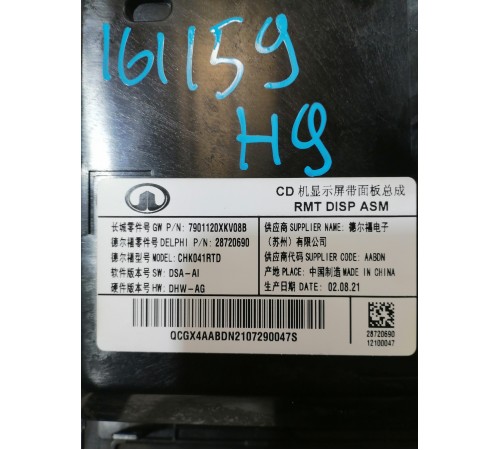 161159
H9
CD 机显示屏带面板总成
RMT DISP ASM
长城零件号 GW P/N: 7901120XKV08B
德尔福零件号 DELPHI P/N: 28720690
德尔福型号 MODEL: CHK041RTD
软件版本号 SW: DSA-AI
硬件版本号 HW: DHW-AG
供应商 SUPPLIER NAME: 德尔福电子
(苏州)有限公司
供应商代码 SUPPLIER CODE: AABDN
产地 PLACE: 中国制造 MADE IN CHINA
生产日期 DATE: 02.08.21
QCGX4AABDN2107290047S
28720690
12100047